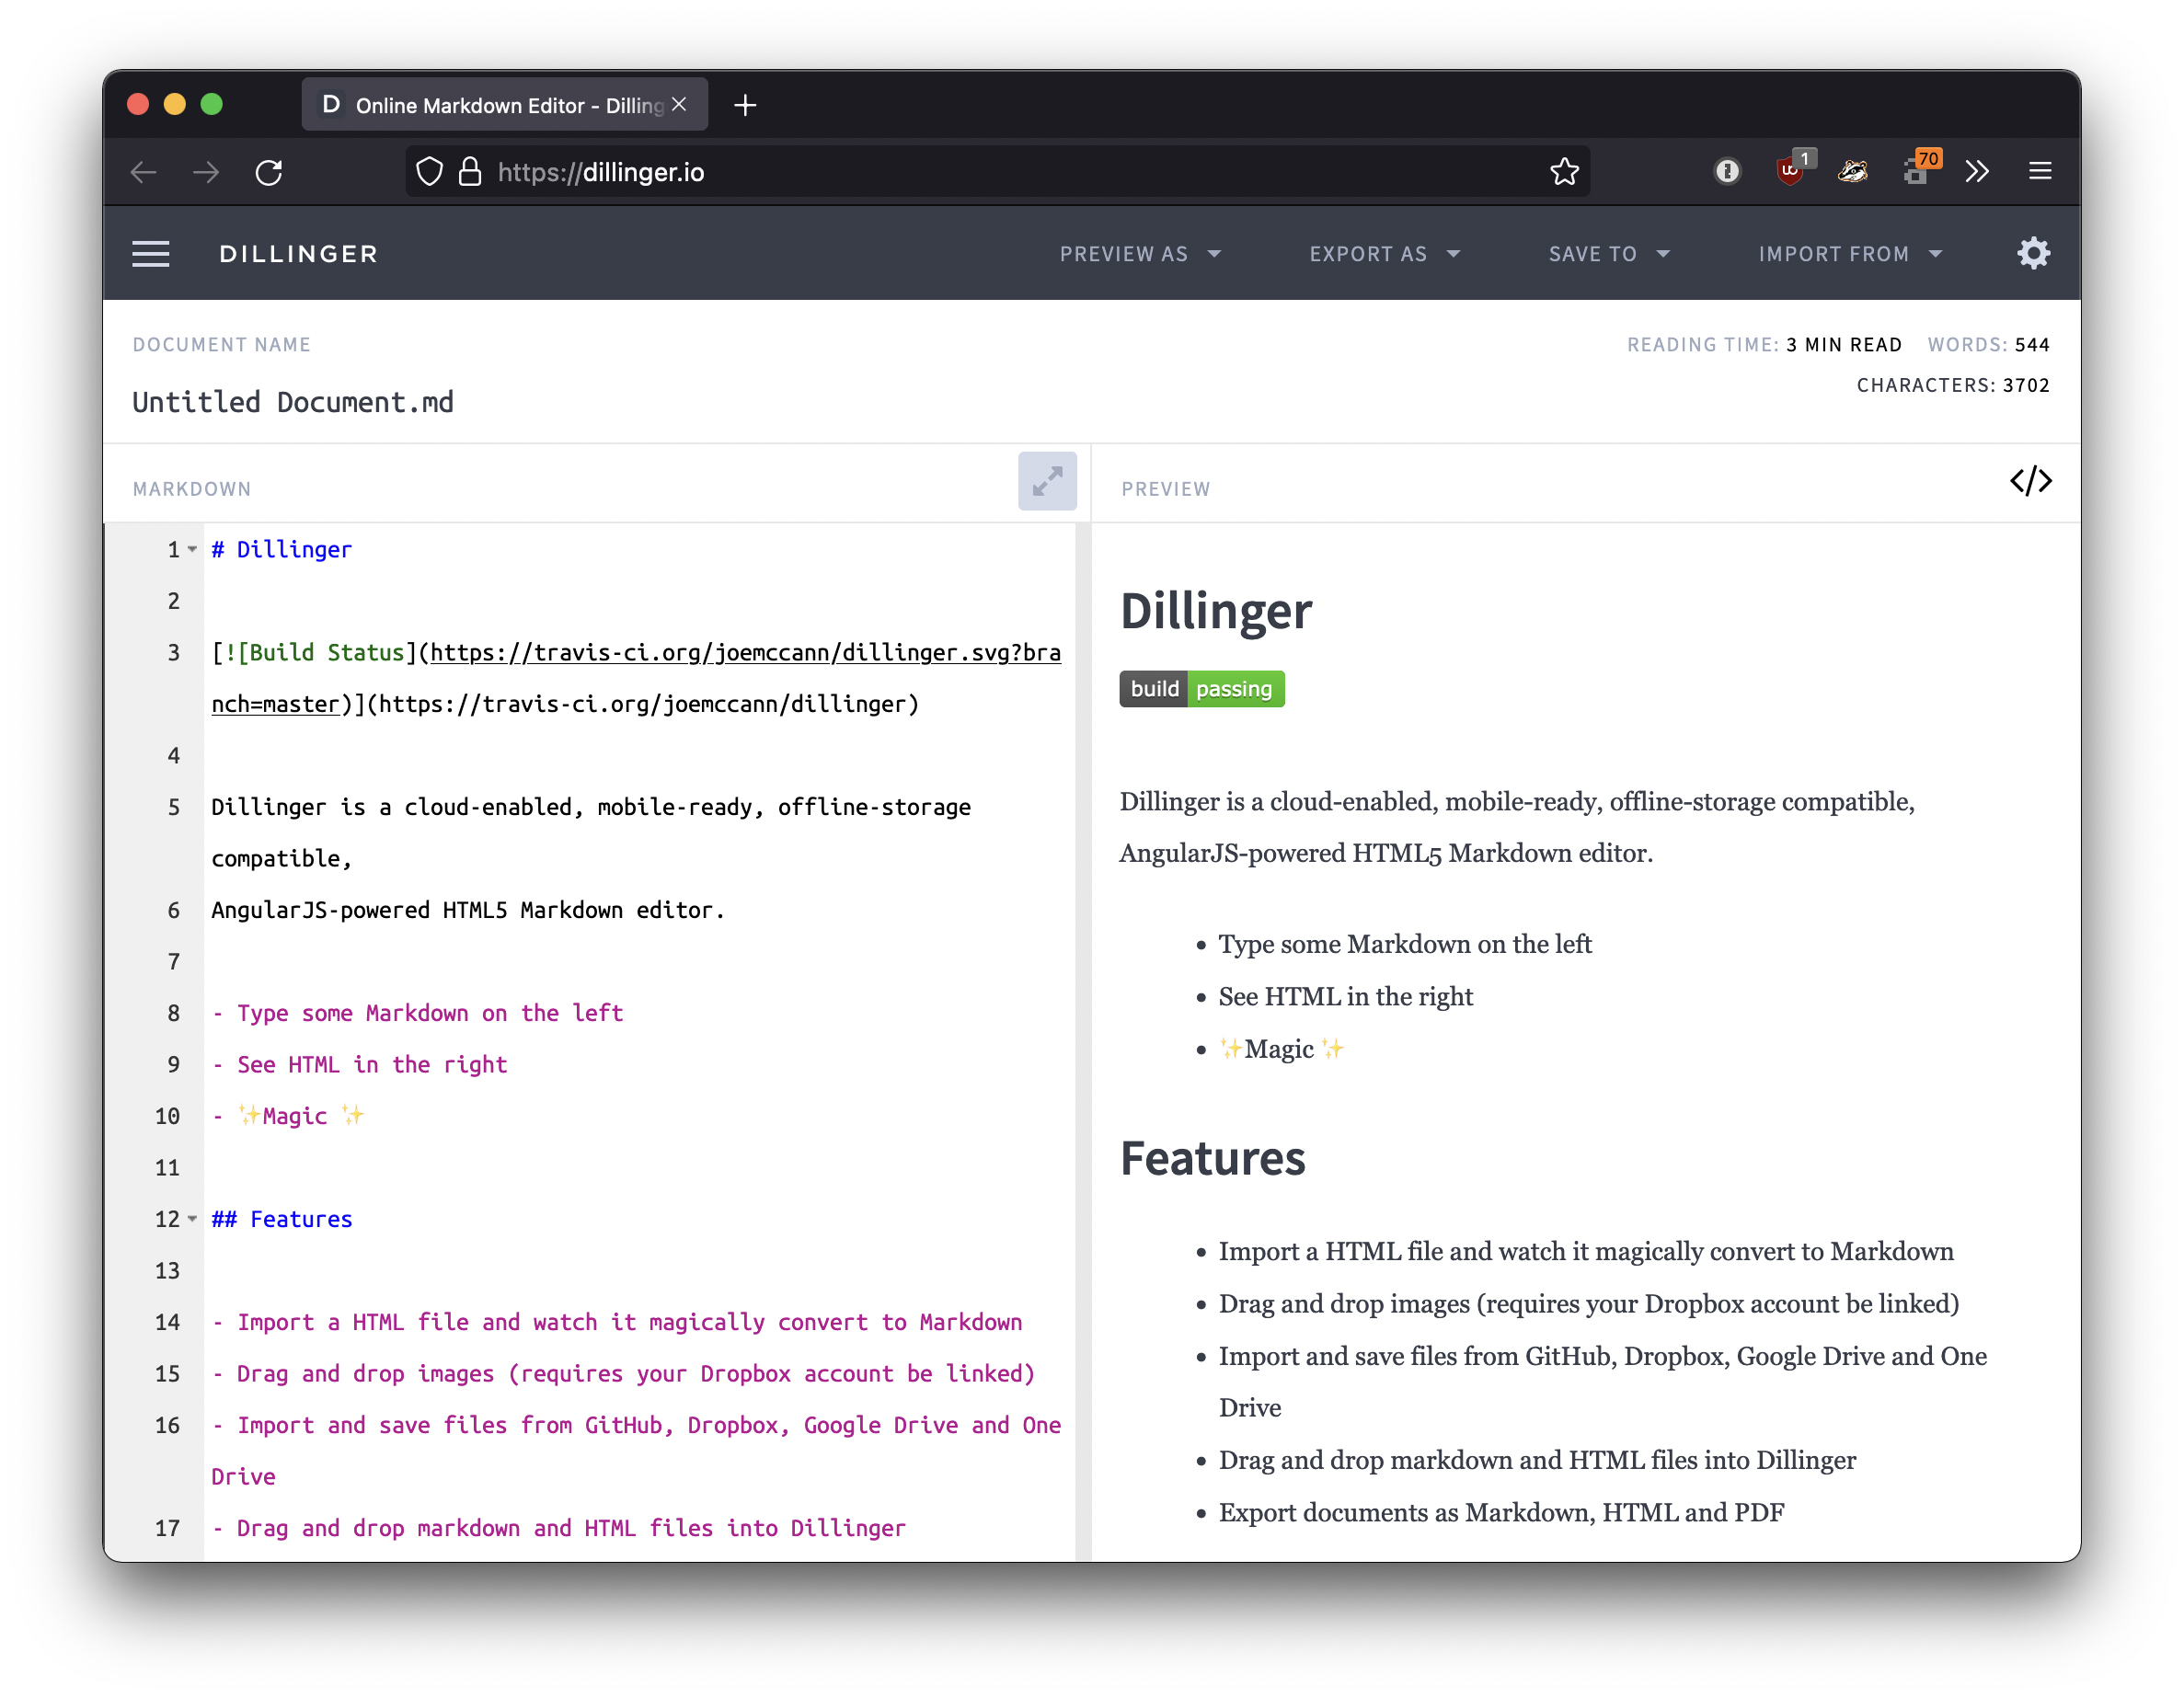 D Online Markdown Editor - Dilling
https://dillinger.io
1
70
DILLINGER
PREVIEW AS
EXPORT AS
SAVE TO
IMPORT FROM
DOCUMENT NAME
READING TIME: 3 MIN READ WORDS: 544
CHARACTERS: 3702
Untitled Document.md
MARKDOWN
1 # Dillinger
2
3 [![Build Status](https://travis-ci.org/joemccann/dillinger.svg?bra
nch=master)](https://travis-ci.org/joemccann/dillinger)
4
5 Dillinger is a cloud-enabled, mobile-ready, offline-storage
compatible,
6 AngularJS-powered HTML5 Markdown editor.
7
8 - Type some Markdown on the left
9 - See HTML in the right
10 - ✨Magic ✨
11
12 ## Features
13
14 - Import a HTML file and watch it magically convert to Markdown
15 - Drag and drop images (requires your Dropbox account be linked)
16 - Import and save files from GitHub, Dropbox, Google Drive and One
Drive
17 - Drag and drop markdown and HTML files into Dillinger
PREVIEW
</>
Dillinger
build passing
Dillinger is a cloud-enabled, mobile-ready, offline-storage compatible,
AngularJS-powered HTML5 Markdown editor.
• Type some Markdown on the left
• See HTML in the right
• ✨Magic ✨
Features
• Import a HTML file and watch it magically convert to Markdown
• Drag and drop images (requires your Dropbox account be linked)
• Import and save files from GitHub, Dropbox, Google Drive and One
Drive
• Drag and drop markdown and HTML files into Dillinger
• Export documents as Markdown, HTML and PDF